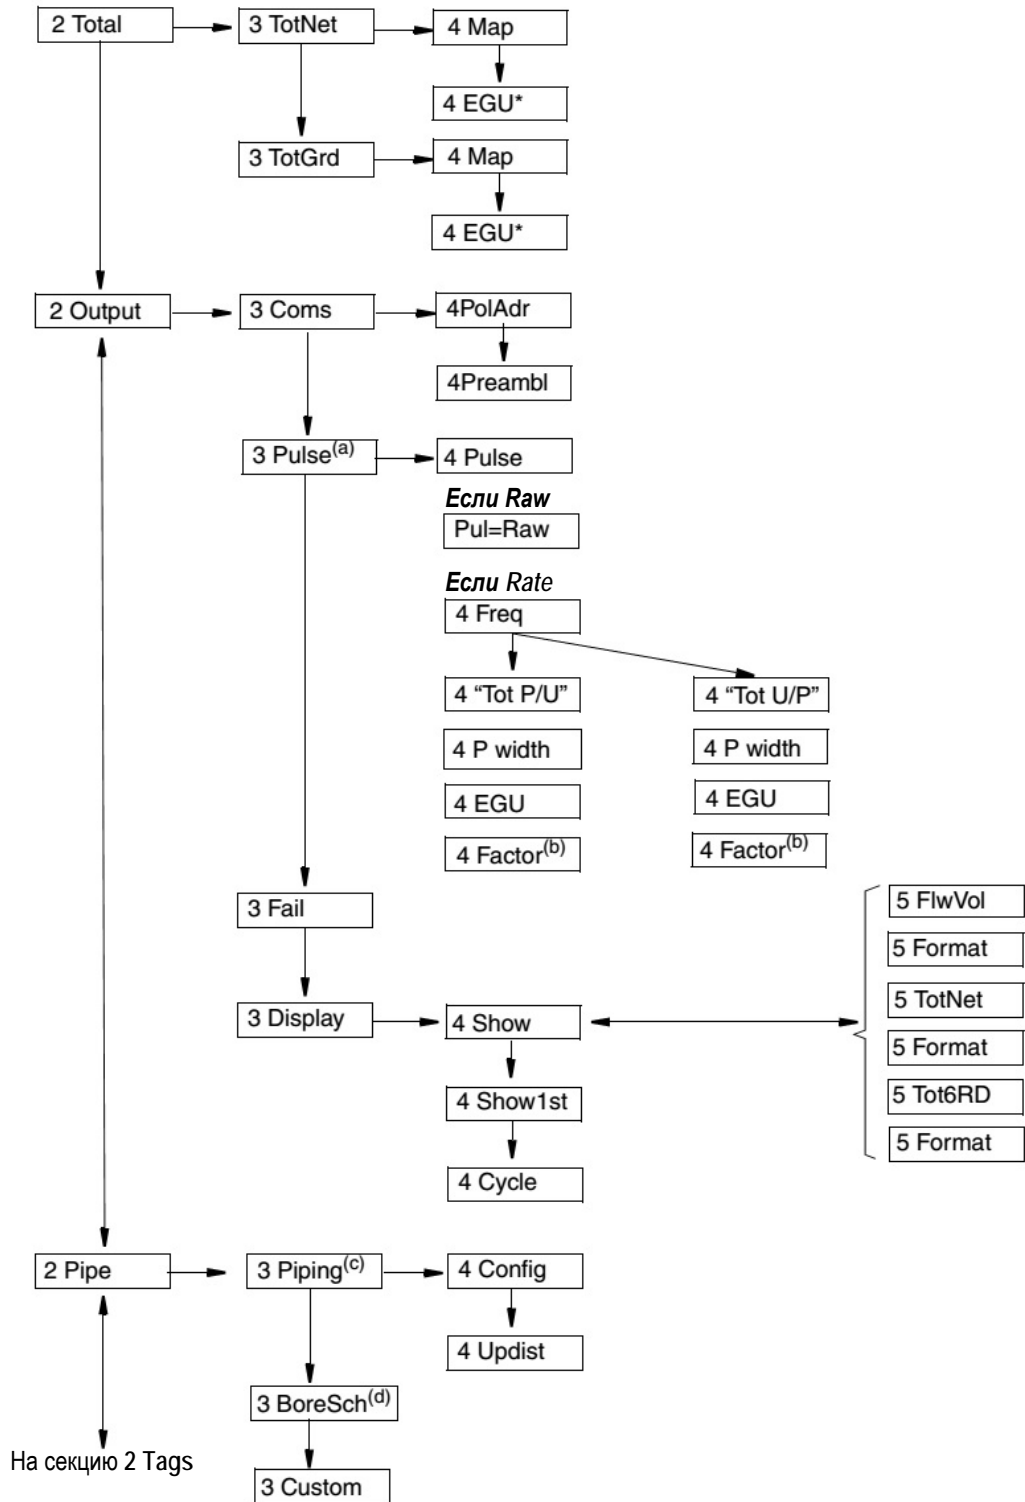 2 Total
3 TotNet
4 Map
4 EGU*
3 TotGrd
4 Map
4 EGU*
2 Output
3 Coms
4PolAdr
4Preambl
3 Pulse(a)
4 Pulse
Если Raw
Pul=Raw
Если Rate
4 Freq
4 “Tot P/U”
4 “Tot U/P”
4 P width
4 P width
4 EGU
4 EGU
4 Factor(b)
4 Factor(b)
3 Fail
5 FlwVol
5 Format
3 Display
4 Show
5 TotNet
5 Format
4 Show1st
5 Tot6RD
5 Format
4 Cycle
2 Pipe
3 Piping(c)
4 Config
4 Updist
3 BoreSch(d)
На секцию 2 Tags
3 Custom